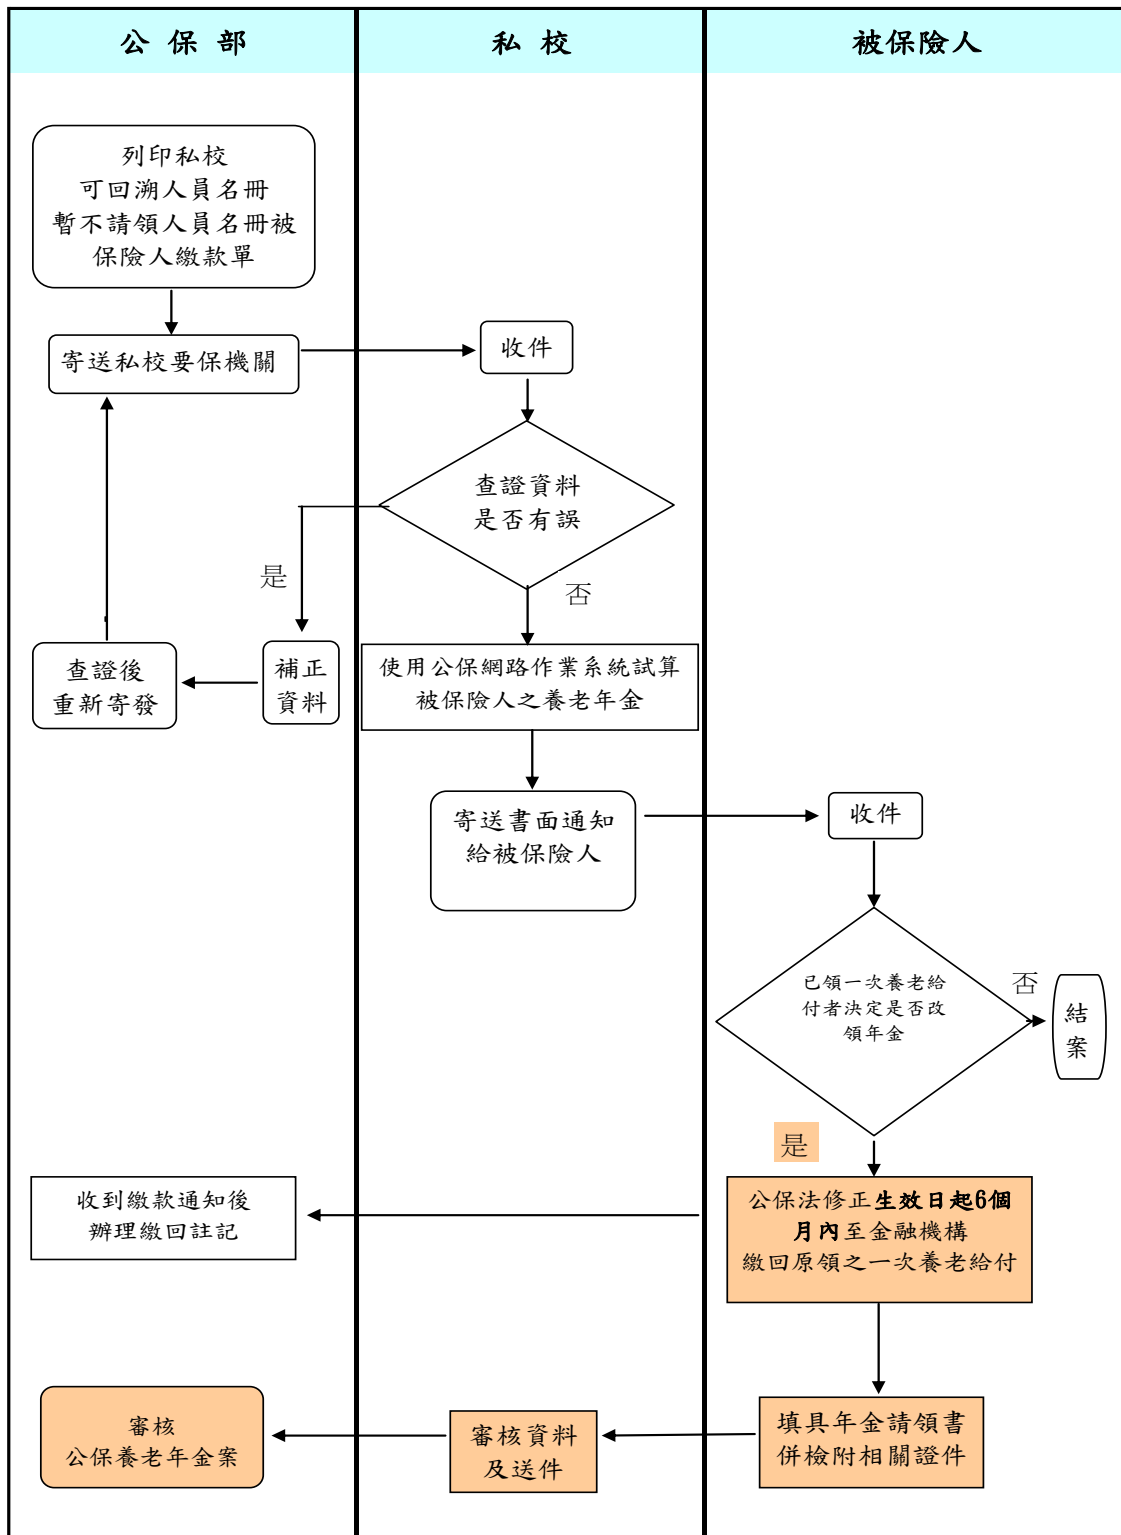 公 保 部
私 校
被保險人
列印私校
可回溯人員名冊
暫不請領人員名冊被
保險人繳款單
寄送私校要保機關
收件
查證資料
是否有誤
是
否
查證後
重新寄發
補正
資料
使用公保網路作業系統試算
被保險人之養老年金
寄送書面通知
給被保險人
收件
已領一次養老給
付者決定是否改
領年金
否
結
案
是
收到繳款通知後
辦理繳回註記
公保法修正生效日起6個
月內至金融機構
繳回原領之一次養老給付
審核
公保養老年金案
審核資料
及送件
填具年金請領書
併檢附相關證件